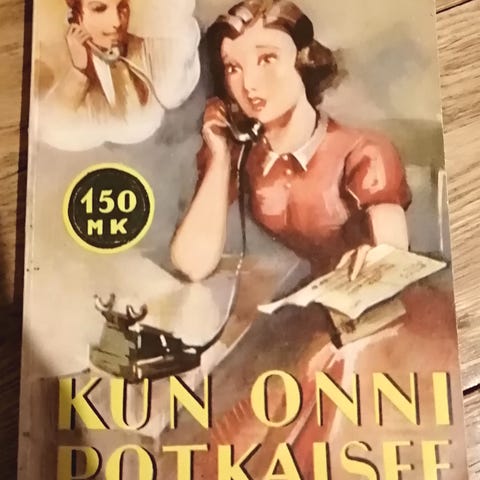 150
MK
KUN ONNI
POTKAISEE